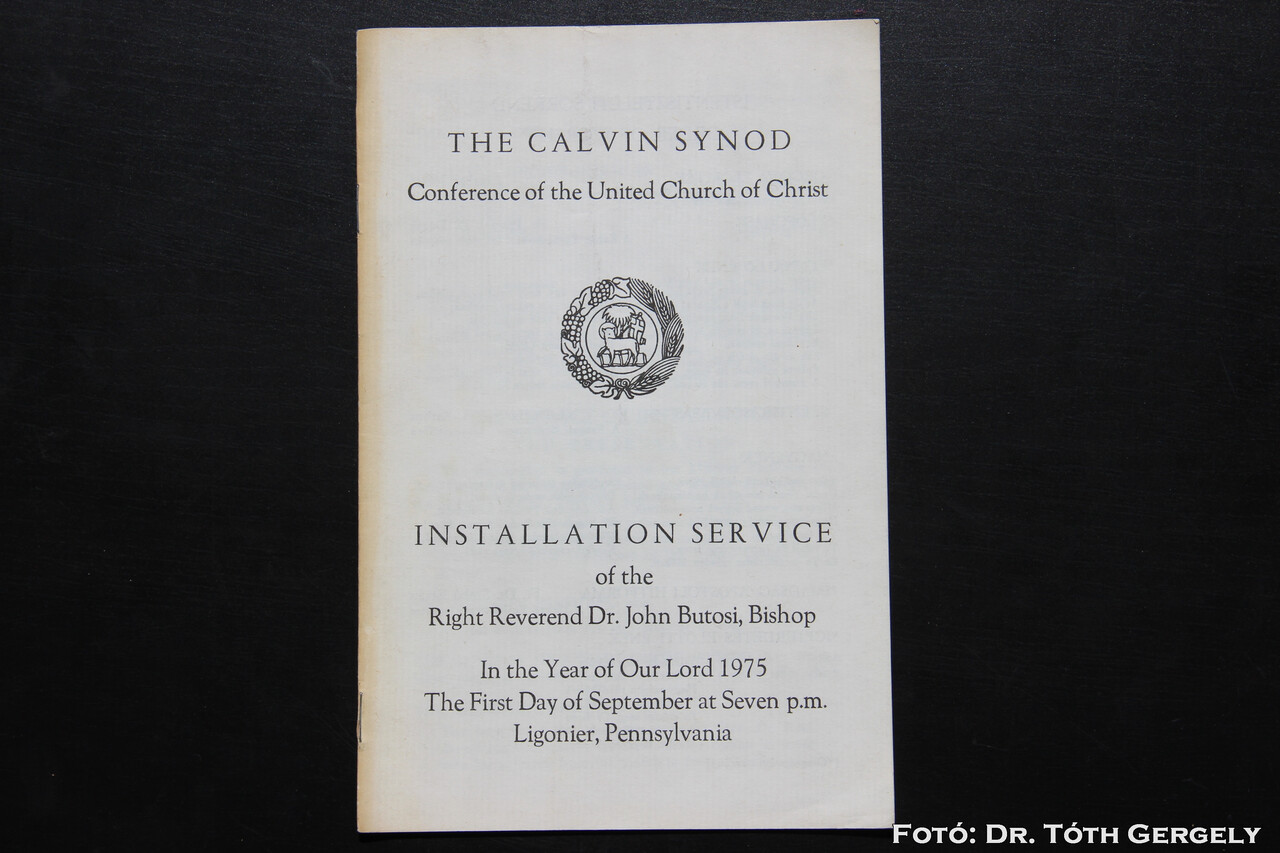 THE CALVIN SYNOD
Conference of the United Church of Christ
INSTALLATION SERVICE
of the
Right Reverend Dr. John Butosi, Bishop
In the Year of Our Lord 1975
The First Day of September at Seven p.m.
Ligonier, Pennsylvania
Fotó: Dr. Tóth Gergely